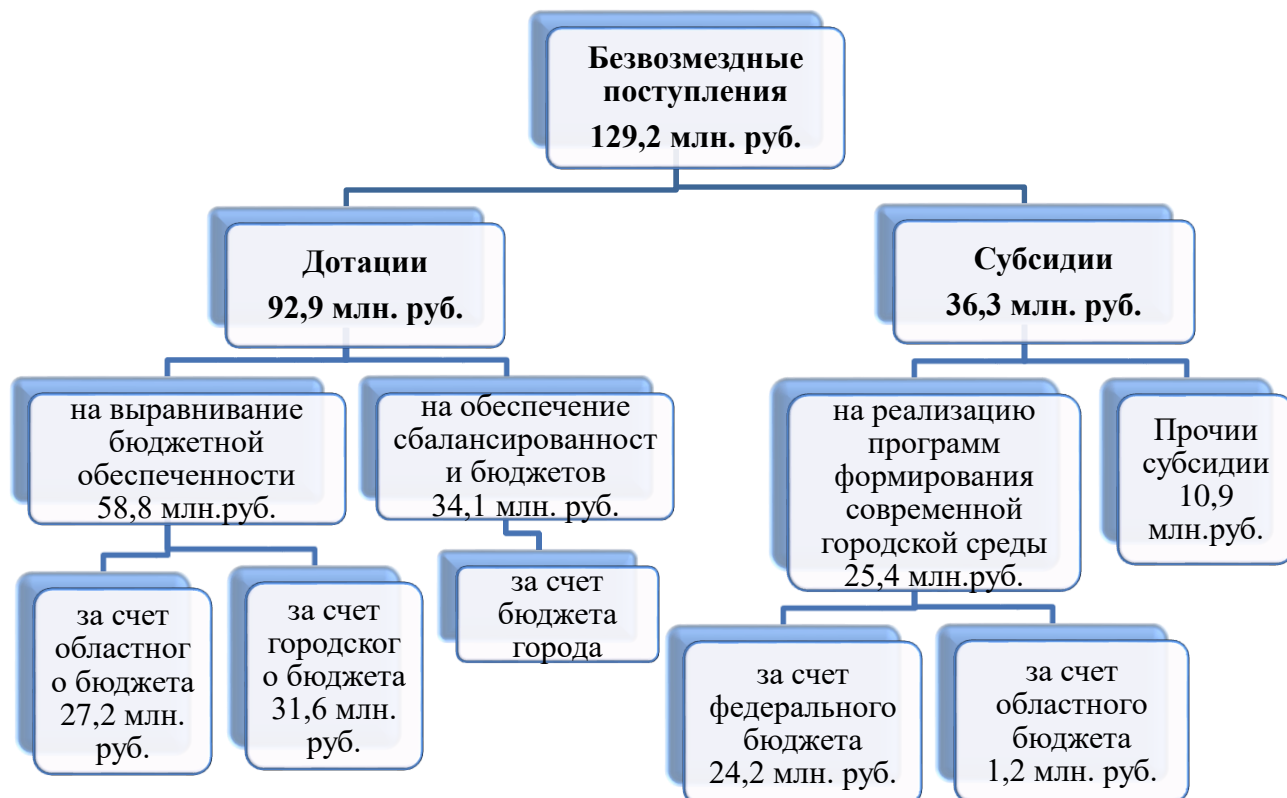 Безвозмездные
поступления
129,2 млн. руб.
Дотации
92,9 млн. руб.
Субсидии
36,3 млн. руб.
на выравнивание
бюджетной
обеспеченности
58,8 млн.руб.
на обеспечение
сбалансированност
и бюджетов
34,1 млн. руб.
на реализацию
программ
формирования
современной
городской среды
25,4 млн.руб.
Прочии
субсидии
10,9
млн.руб.
за счет
областног
о бюджета
27,2 млн.
руб.
за счет
городског
о бюджета
31,6 млн.
руб.
за счет
бюджета
города
за счет
федерального
бюджета
24,2 млн. руб.
за счет
областного
бюджета
1,2 млн. руб.